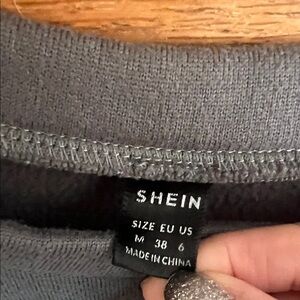 SHEIN
SIZE EU US
M 38 6
MADE IN CHINA